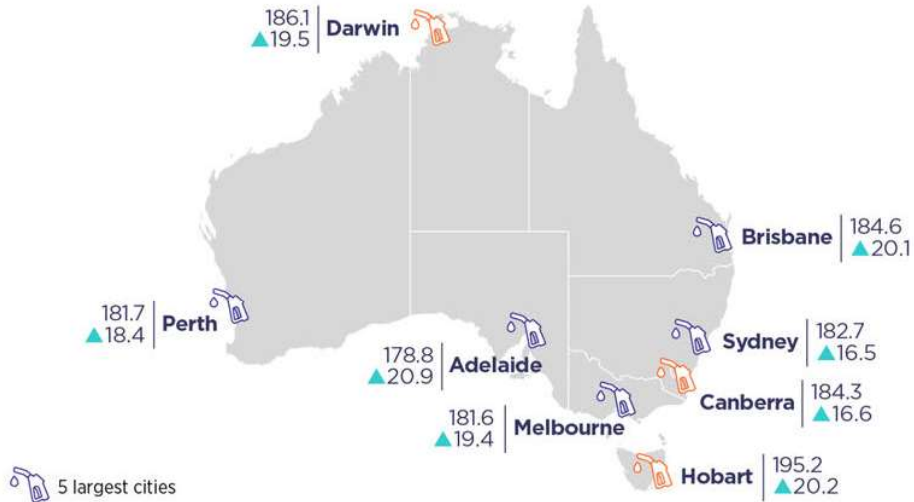 186.1
▲19.5
Darwin
Brisbane
184.6
▲20.1
181.7
▲18.4
Perth
178.8
▲20.9
Adelaide
Sydney
182.7
▲16.5
181.6
▲19.4
Melbourne
Canberra
184.3
▲16.6
Hobart
195.2
▲20.2
5 largest cities